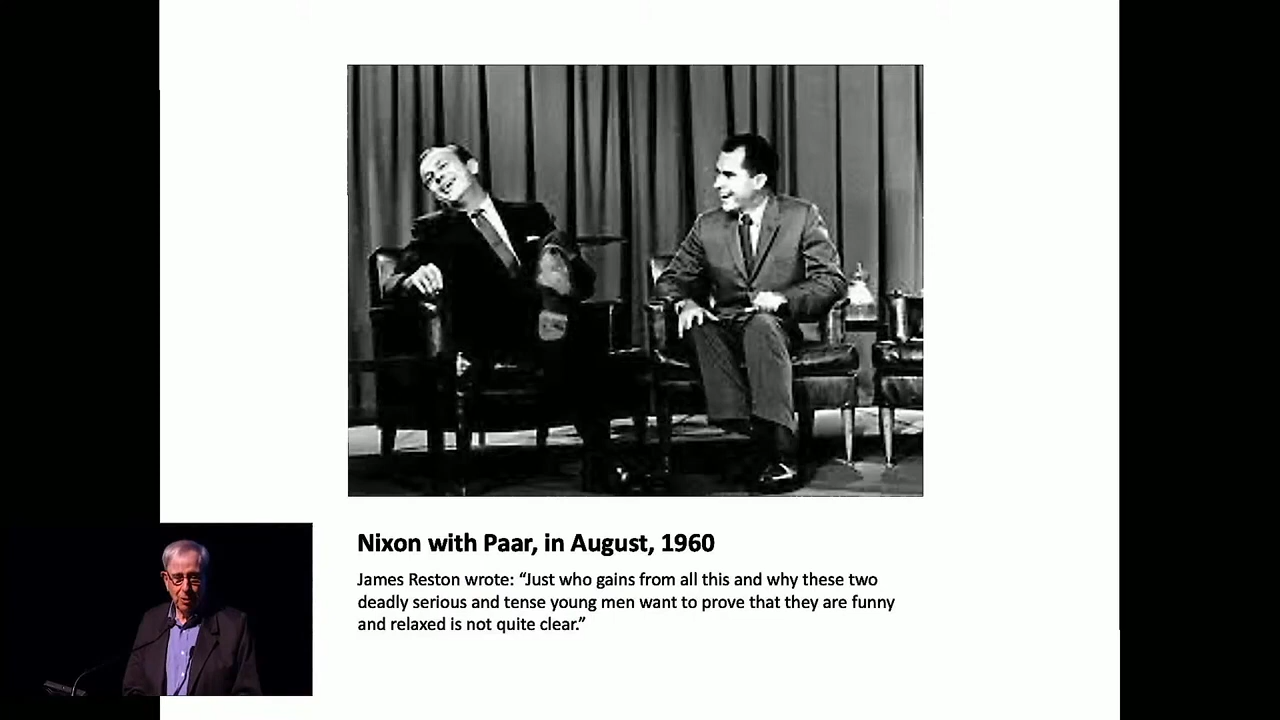 Nixon with Paar, in August, 1960
James Reston wrote: “Just who gains from all this and why these two
deadly serious and tense young men want to prove that they are funny
and relaxed is not quite clear.”